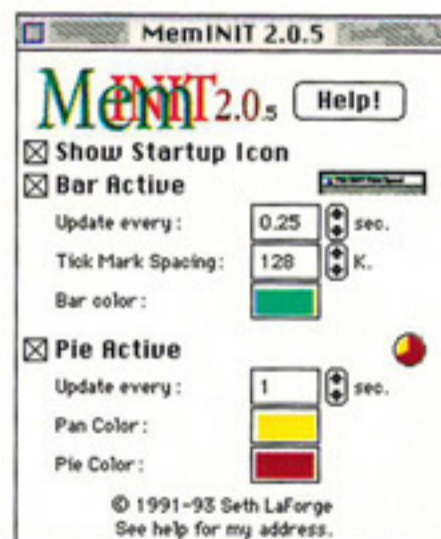 MemINIT 2.0.5
MemINIT 2.0.5 Help!
Show Startup Icon
Bar Active
Update every: 0.25 sec.
Tick Mark Spacing: 128 K.
Bar color:
Pie Active
Update every: 1 sec.
Pan Color:
Pie Color:
© 1991-93 Seth LaForge
See help for my address.